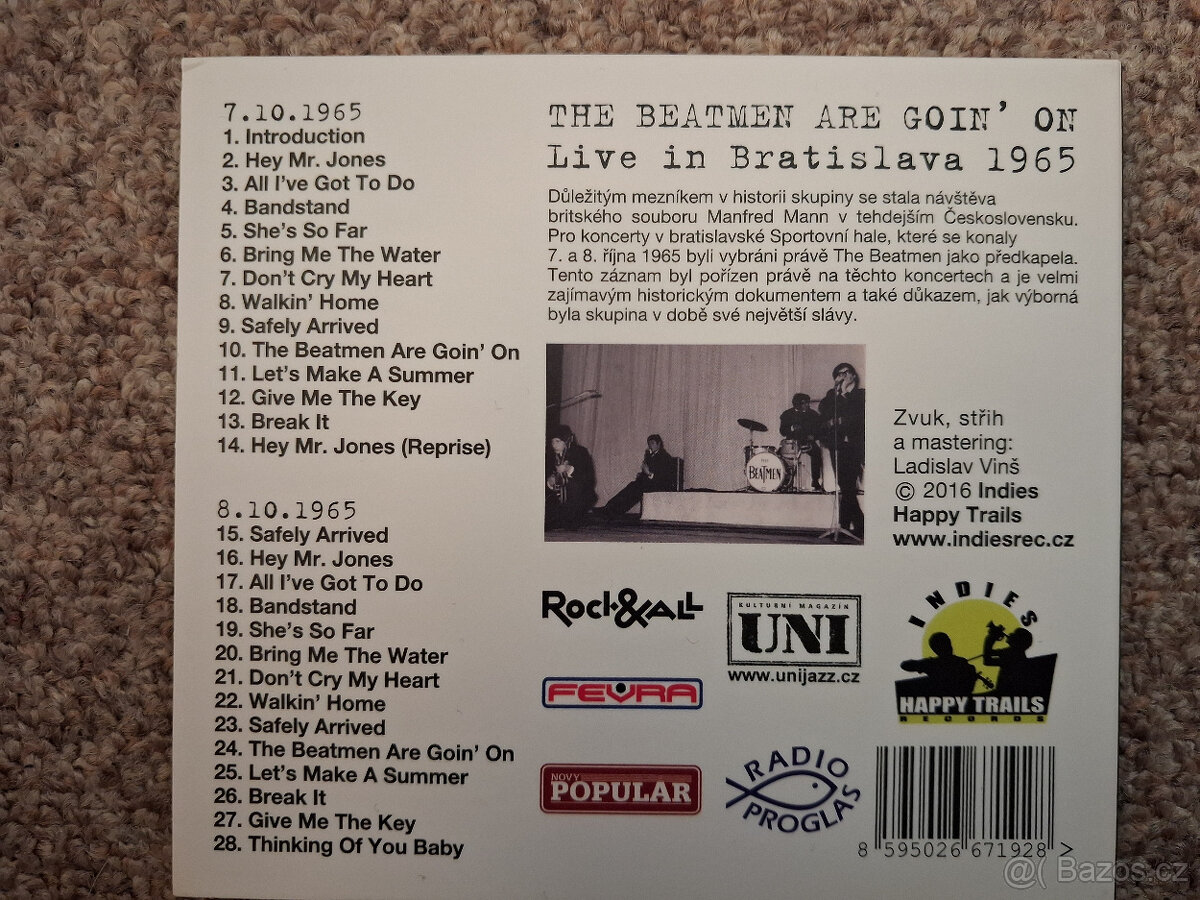 7.10.1965
1. Introduction
2. Hey Mr. Jones
3. All I've Got To Do
4. Bandstand
5. She's So Far
6. Bring Me The Water
7. Don't Cry My Heart
8. Walkin' Home
9. Safely Arrived
10. The Beatmen Are Goin' On
11. Let's Make A Summer
12. Give Me The Key
13. Break It
14. Hey Mr. Jones (Reprise)
8.10.1965
15. Safely Arrived
16. Hey Mr. Jones
17. All I've Got To Do
18. Bandstand
19. She's So Far
20. Bring Me The Water
21. Don't Cry My Heart
22. Walkin' Home
23. Safely Arrived
24. The Beatmen Are Goin' On
25. Let's Make A Summer
26. Break It
27. Give Me The Key
28. Thinking Of You Baby
THE BEATMEN ARE GOIN' ON
Live in Bratislava 1965
Důležitým mezníkem v historii skupiny se stala návštěva
britského souboru Manfred Mann v tehdejším Československu.
Pro koncerty v bratislavské Sportovní hale, které se konaly
7. a 8. října 1965 byli vybráni právě The Beatmen jako předkapela.
Tento záznam byl pořízen právě na těchto koncertech a je velmi
zajímavým historickým dokumentem a také důkazem, jak výborná
byla skupina v době své největší slávy.
BEATMEN
Zvuk, střih
a mastering:
Ladislav Vinš
© 2016 Indies
Happy Trails
www.indiesrec.cz
Rock&All
KULTURNÍ MAGAZÍN
UNI
www.unijazz.cz
INDIES
HAPPY TRAILS
RECORDS
FEVRA
NOVÝ
POPULAR
RADIO
PROGLAS
8 595026 671928 >
@( Bazos.cz